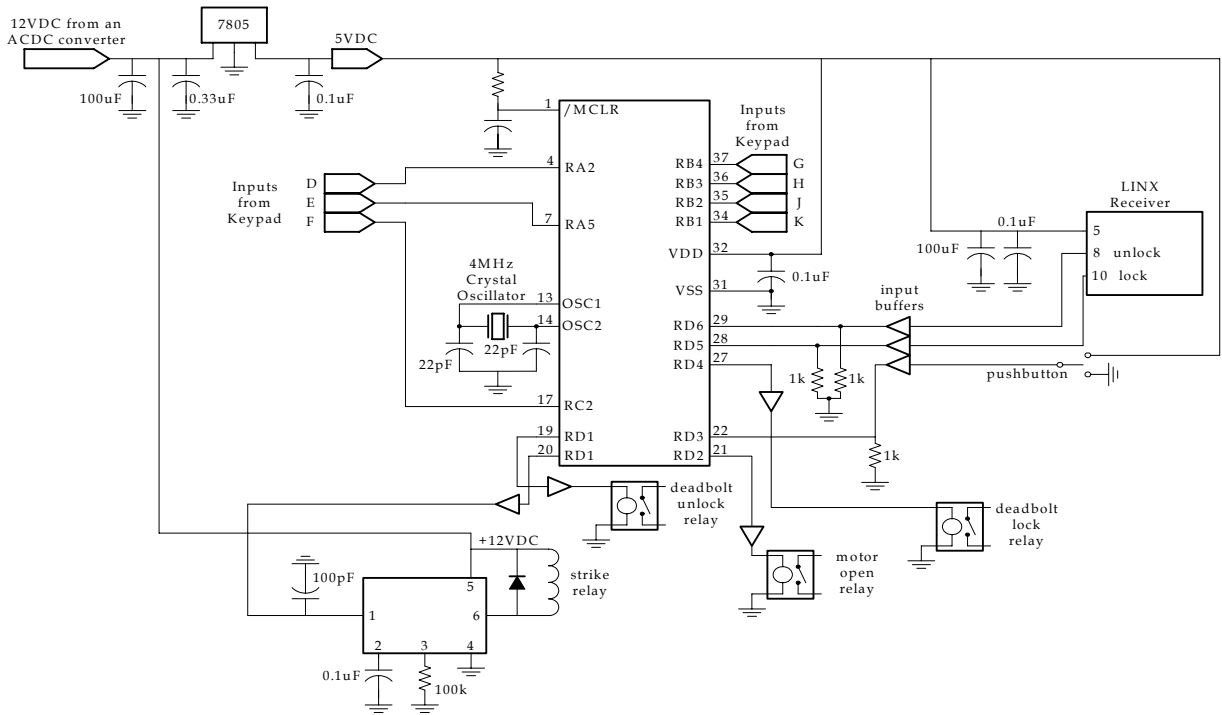 12VDC from an
ACDC converter
7805
5VDC
100uF
0.33uF
0.1uF
1
/MCLR
Inputs
from
Keypad
4
RA2
RB4
37
G
D
RB3
36
H
Inputs
from
Keypad
E
RB2
35
J
F
7
RA5
RB1
34
K
LINX
Receiver
0.1uF
100uF
5
8
unlock
10
lock
VDD
32
0.1uF
4MHz
Crystal
Oscillator
13
OSC1
VSS
31
input
buffers
14
OSC2
RD6
29
22pF
22pF
RD5
28
RD4
27
1k
1k
pushbutton
17
RC2
19
RD1
RD3
22
20
RD1
RD2
21
1k
deadbolt
unlock
relay
deadbolt
lock
relay
+12VDC
100pF
5
strike
relay
motor
open
relay
1
6
2
3
4
0.1uF
100k